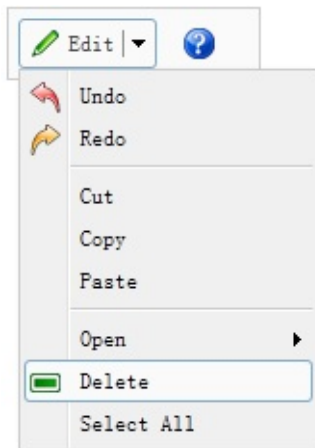 Edit
Undo
Redo
Cut
Copy
Paste
Open
Delete
Select All